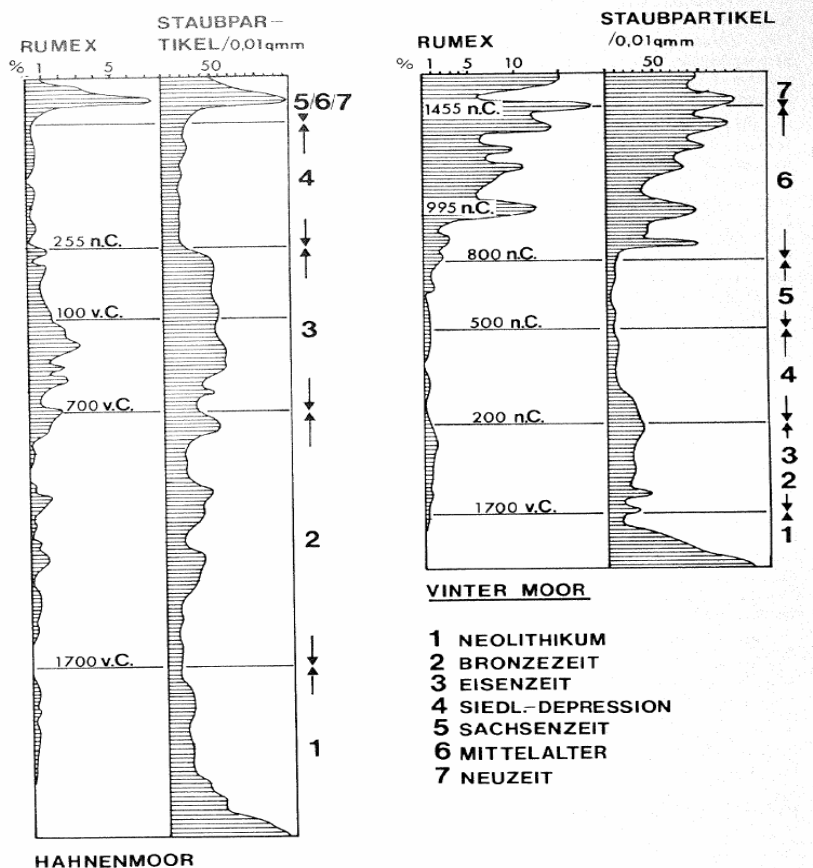 RUMEX
STAUBPAR-
TIKEL/0,01qmm
% 1 5 50
5/6/7
4
255 n.C.
100 v.C.
3
700 v.C.
2
1700 v.C.
1
HAHNENMOOR
RUMEX
STAUBPARTIKEL
/0,01qmm
% 1 5 10 50
7
1455 n.C.
6
995 n.C.
800 n.C.
5
500 n.C.
4
200 n.C.
3
2
1700 v.C.
1
VINTER MOOR
1 NEOLITHIKUM
2 BRONZEZEIT
3 EISENZEIT
4 SIEDL.-DEPRESSION
5 SACHSENZEIT
6 MITTELALTER
7 NEUZEIT